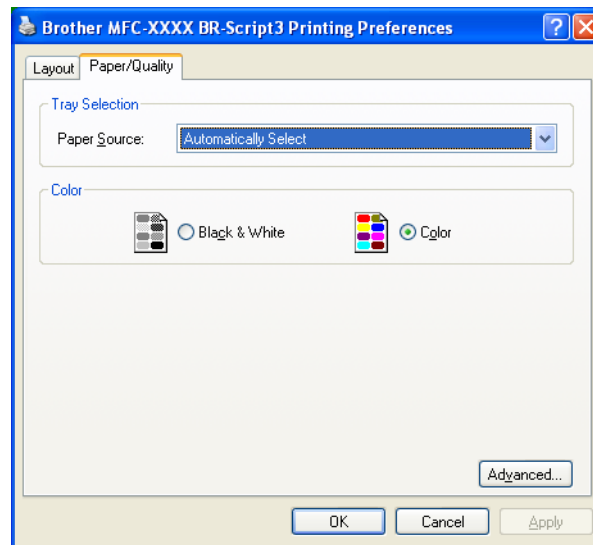 Brother MFC-XXXX BR-Script3 Printing Preferences
Layout Paper/Quality
Tray Selection
Paper Source: Automatically Select
Color
Black & White Color
Advanced...
OK Cancel Apply